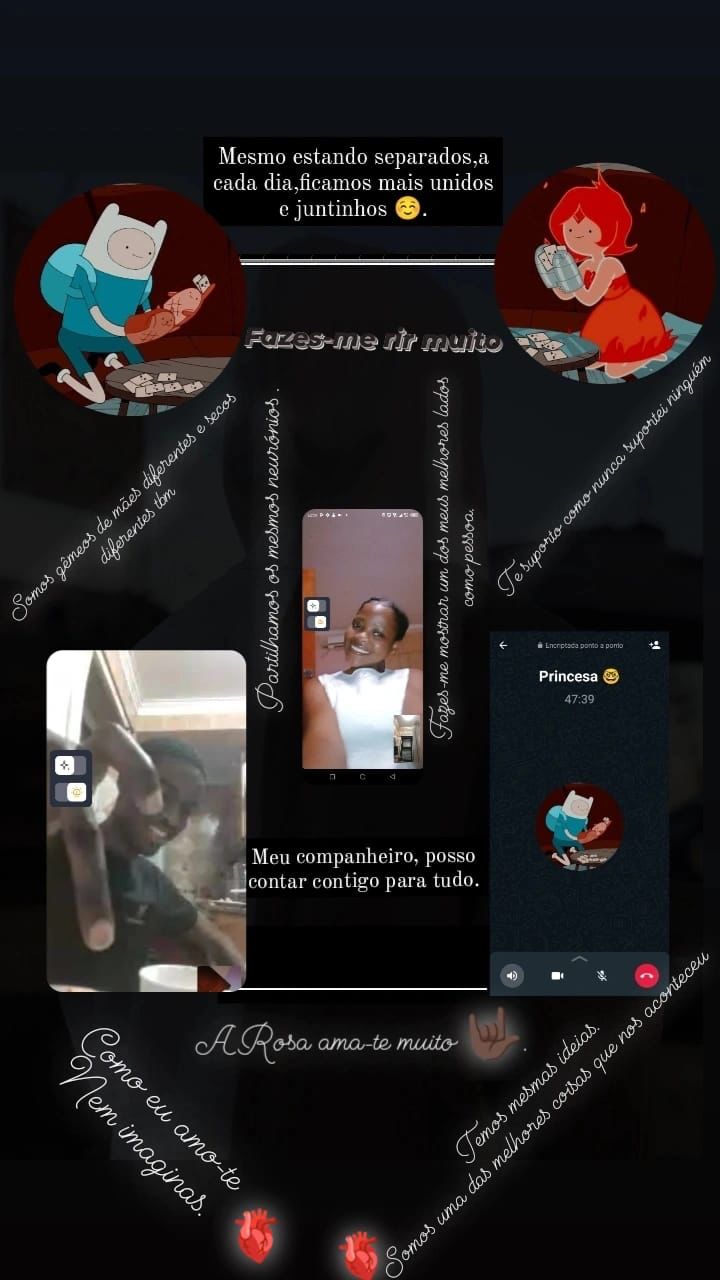 Mesmo estando separados,a
cada dia,ficamos mais unidos
e juntinhos ☺️.
Fazes-me rir muito
Somos gêmeos de mães diferentes e secos
diferentes tbm
Partilhamos os mesmos neurónios .
Fazes-me mostrar um dos meus melhores lados
como pessoa.
Te suporto como nunca suportei ninguém
Encriptada ponto a ponto
Princesa 🤓
47:39
Meu companheiro, posso
contar contigo para tudo.
A Rosa ama-te muito 🤟🏿.
Como eu amo-te
Nem imaginas.
🫀
Temos mesmas ideias.
🫀 Somos uma das melhores coisas que nos aconteceu